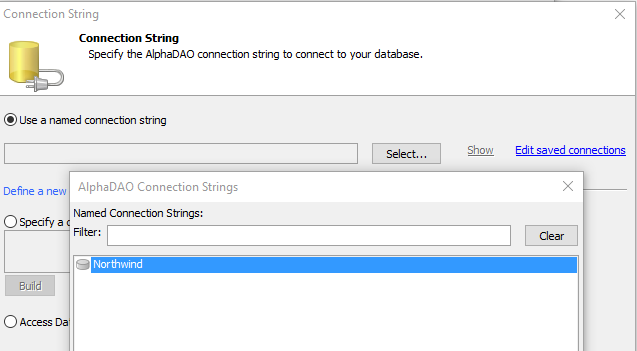 Connection String
Connection String
Specify the AlphaDAO connection string to connect to your database.
Use a named connection string
Select... Show Edit saved connections
AlphaDAO Connection Strings
Define a new
Named Connection Strings:
Specify a
Filter: Clear
Northwind
Build
Access